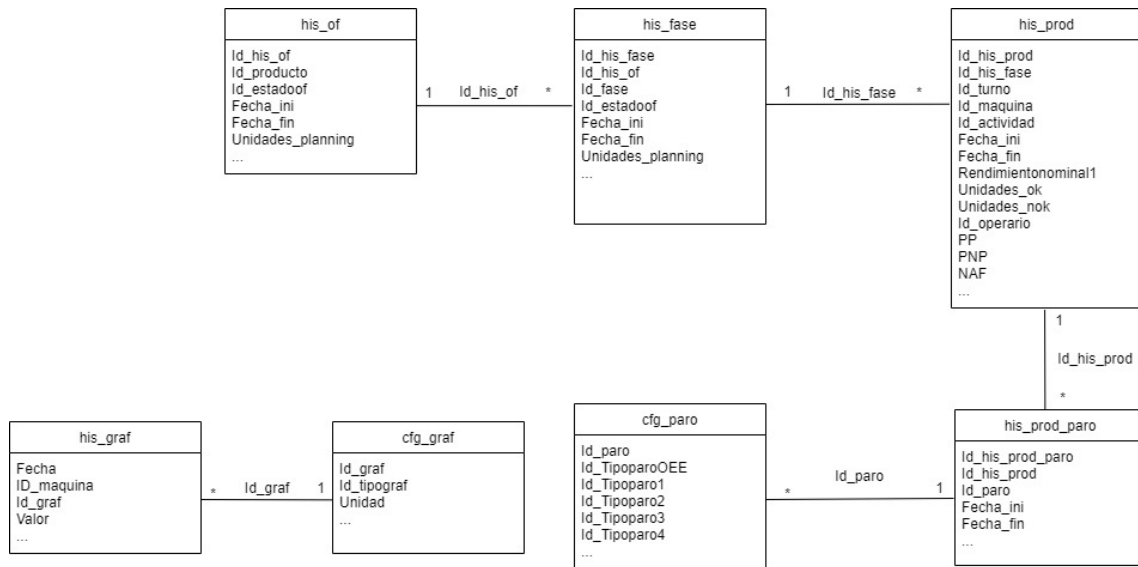 his_of
Id_his_of
Id_producto
Id_estadoof
Fecha_ini
Fecha_fin
Unidades_planning
...
1 Id_his_of *
his_fase
Id_his_fase
Id_his_of
Id_fase
Id_estadoof
Fecha_ini
Fecha_fin
Unidades_planning
...
1 Id_his_fase *
his_prod
Id_his_prod
Id_his_fase
Id_turno
Id_maquina
Id_actividad
Fecha_ini
Fecha_fin
Rendimientonominal1
Unidades_ok
Unidades_nok
Id_operario
PP
PNP
NAF
...
1
Id_his_prod
*
his_graf
Fecha
ID_maquina
Id_graf
Valor
...
* Id_graf 1
cfg_graf
Id_graf
Id_tipograf
Unidad
...
cfg_paro
Id_paro
Id_TipoparoOEE
Id_Tipoparo1
Id_Tipoparo2
Id_Tipoparo3
Id_Tipoparo4
...
* Id_paro 1
his_prod_paro
Id_his_prod_paro
Id_his_prod
Id_paro
Fecha_ini
Fecha_fin
...